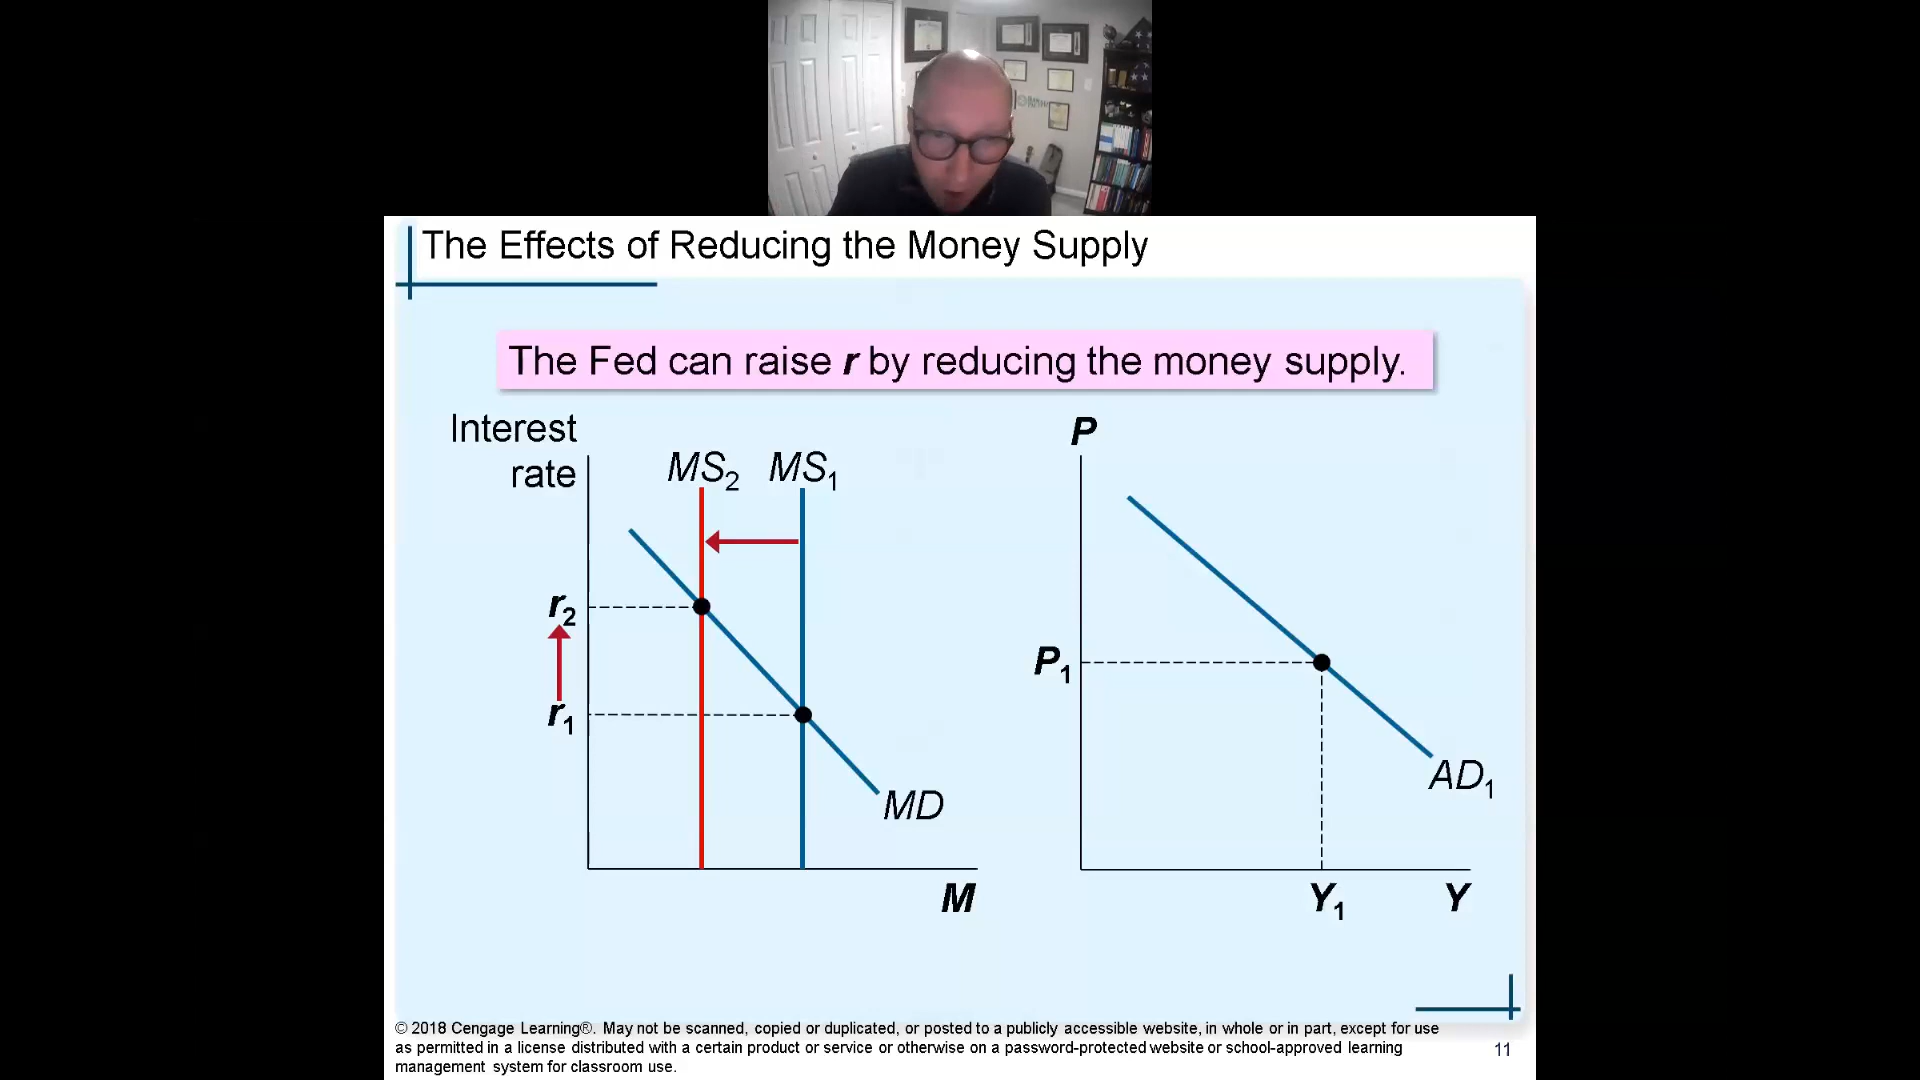 The Effects of Reducing the Money Supply
The Fed can raise r by reducing the money supply.
Interest
rate
MS2 MS1
r2
r1
MD
M
P
P1
AD1
Y1 Y
© 2018 Cengage Learning®. May not be scanned, copied or duplicated, or posted to a publicly accessible website, in whole or in part, except for use
as permitted in a license distributed with a certain product or service or otherwise on a password-protected website or school-approved learning
management system for classroom use.
11